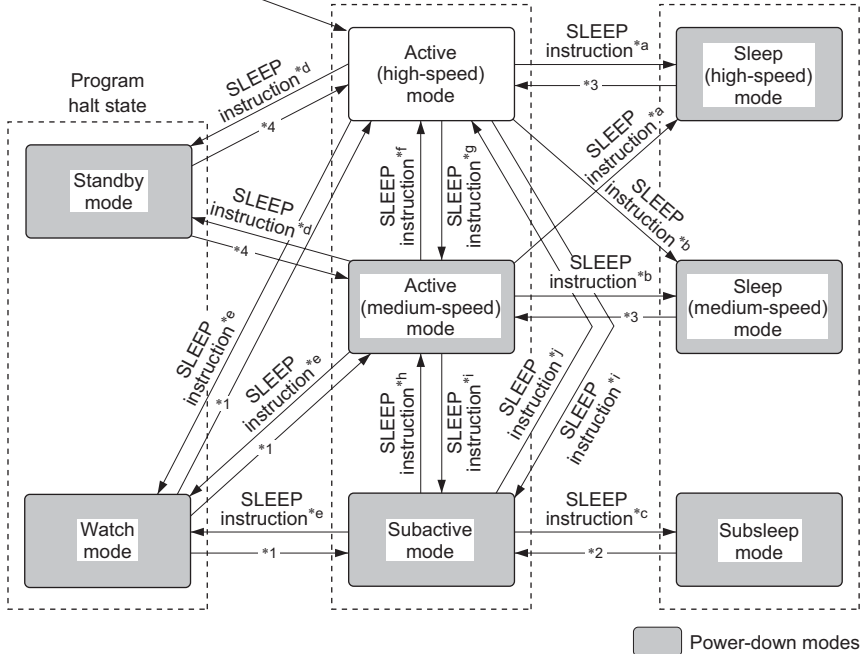 Program
halt state
Active
(high-speed)
mode
SLEEP
instruction*a
*3
Sleep
(high-speed)
mode
SLEEP
instruction*d
*4
Standby
mode
SLEEP
instruction*d
*4
SLEEP
instruction*f
SLEEP
instruction*g
SLEEP
instruction*a
SLEEP
instruction*b
Active
(medium-speed)
mode
SLEEP
instruction*b
*3
Sleep
(medium-speed)
mode
SLEEP
instruction*e
*1
SLEEP
instruction*e
*1
SLEEP
instruction*h
SLEEP
instruction*i
SLEEP
instruction*j
SLEEP
instruction*i
Watch
mode
SLEEP
instruction*e
*1
Subactive
mode
SLEEP
instruction*c
*2
Subsleep
mode
Power-down modes